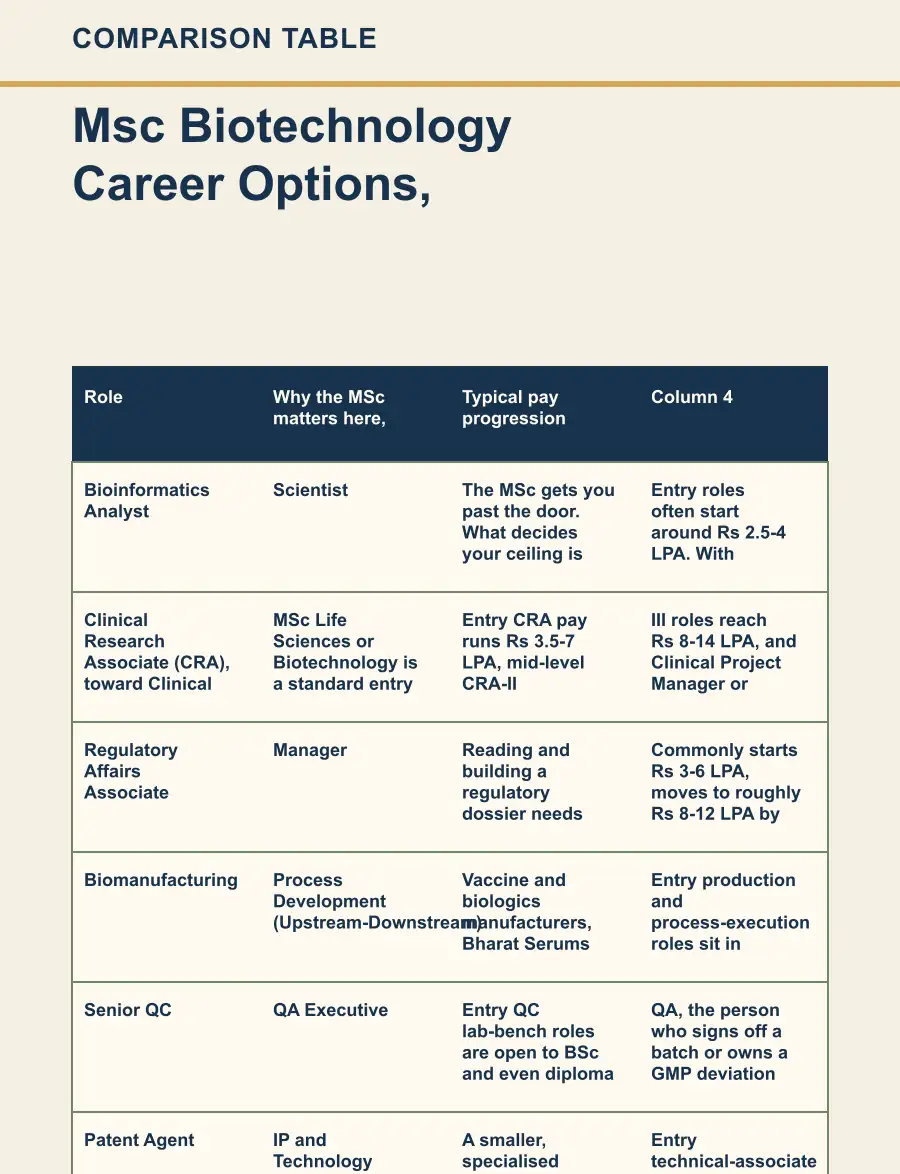 COMPARISON TABLE
Msc Biotechnology
Career Options,
Role
Why the MSc
matters here,
Typical pay
progression
Column 4
Bioinformatics
Analyst
Scientist
The MSc gets you
past the door.
What decides
your ceiling is
Entry roles
often start
around Rs 2.5-4
LPA. With
Clinical
Research
Associate (CRA),
toward Clinical
MSc Life
Sciences or
Biotechnology is
a standard entry
Entry CRA pay
runs Rs 3.5-7
LPA, mid-level
CRA-II
III roles reach
Rs 8-14 LPA, and
Clinical Project
Manager or
Regulatory
Affairs
Associate
Manager
Reading and
building a
regulatory
dossier needs
Commonly starts
Rs 3-6 LPA,
moves to roughly
Rs 8-12 LPA by
Biomanufacturing
Process
Development
(Upstream-Downstream)
Vaccine and
biologics
manufacturers,
Bharat Serums
Entry production
and
process-execution
roles sit in
Senior QC
QA Executive
Entry QC
lab-bench roles
are open to BSc
and even diploma
QA, the person
who signs off a
batch or owns a
GMP deviation
Patent Agent
IP and
Technology
A smaller,
specialised
Entry
technical-associate